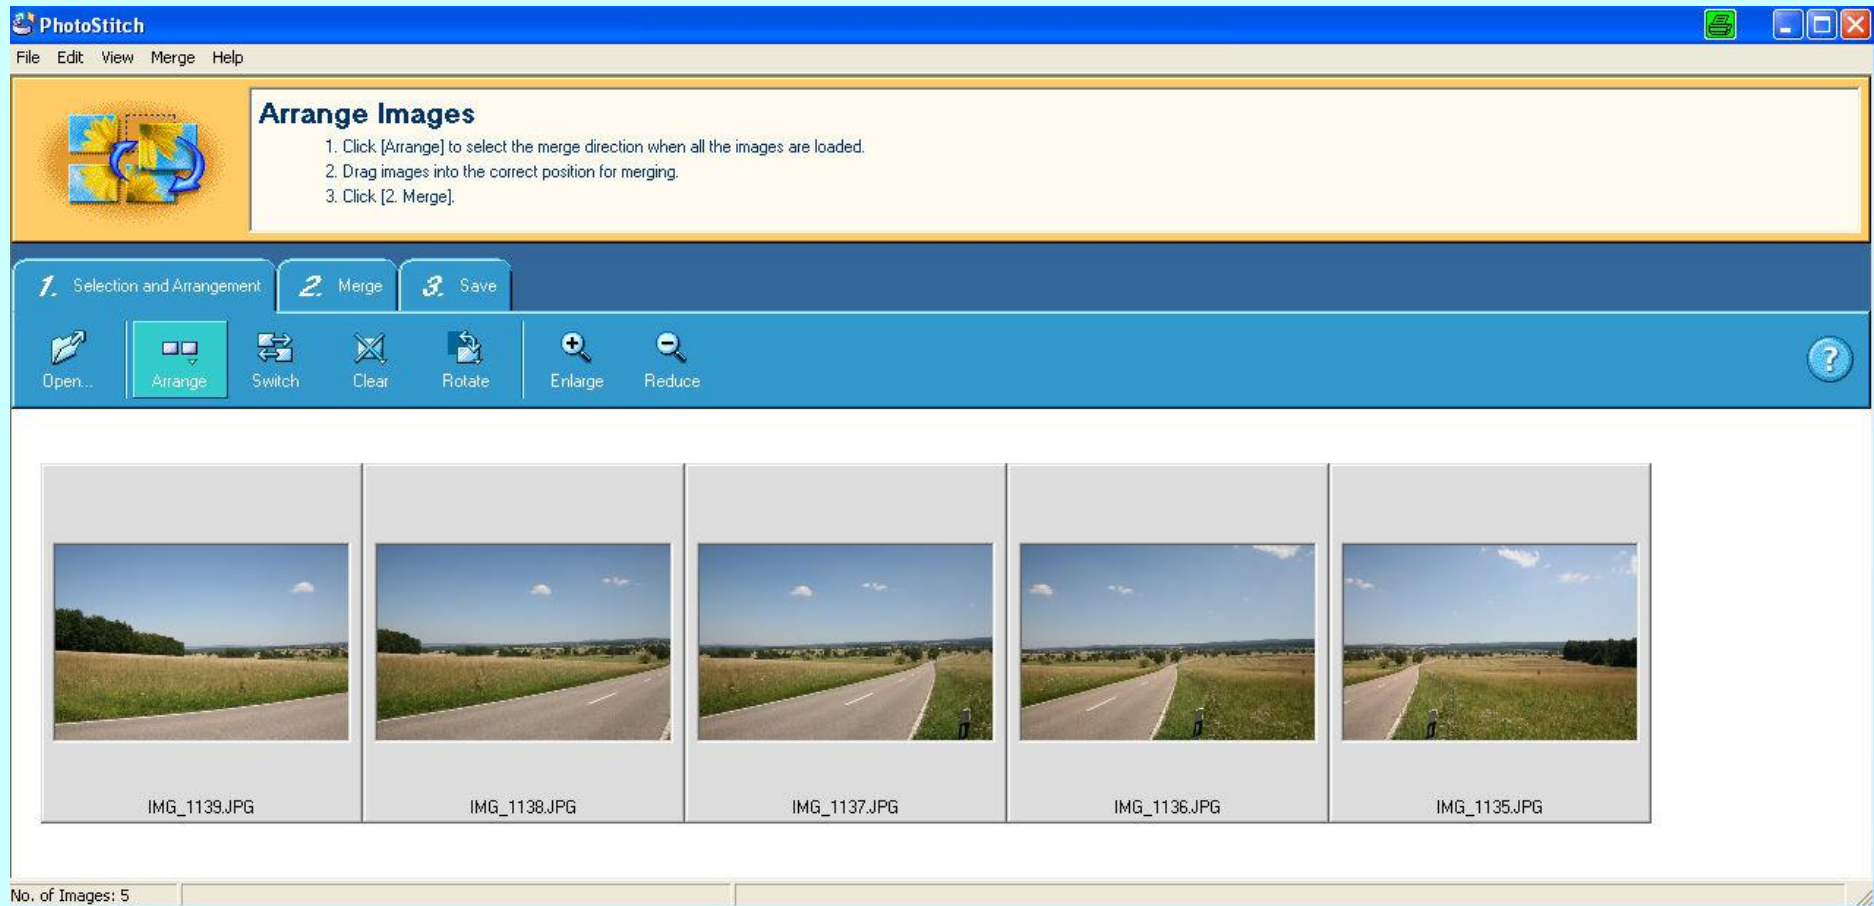 PhotoStitch
File Edit View Merge Help
Arrange Images
1. Click [Arrange] to select the merge direction when all the images are loaded.
2. Drag images into the correct position for merging.
3. Click [2. Merge].
1. Selection and Arrangement 2. Merge 3. Save
Open... Arrange Switch Clear Rotate Enlarge Reduce ?
IMG_1139.JPG IMG_1138.JPG IMG_1137.JPG IMG_1136.JPG IMG_1135.JPG
No. of Images: 5